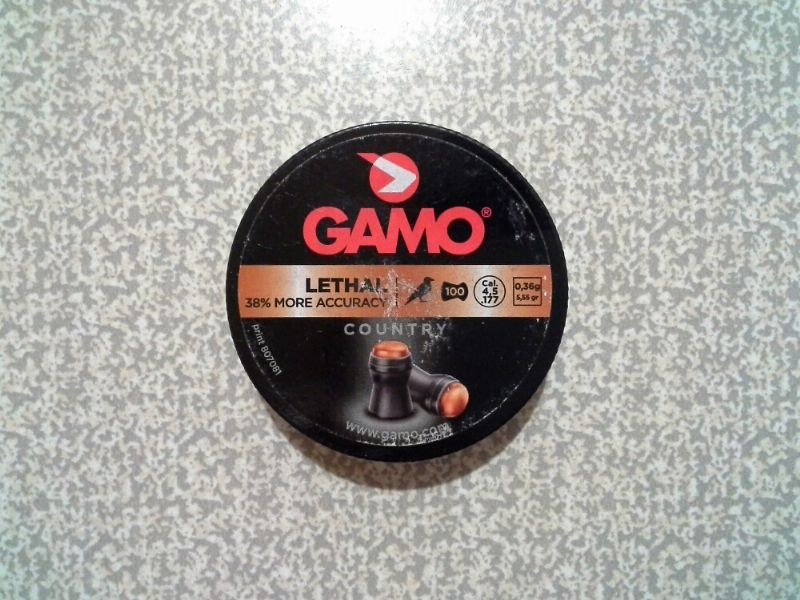 GAMO®
LETHAL
38% MORE ACCURACY
100
Cal.
4,5
.177
0,36g
5,55 gr
COUNTRY
print 807081
www.gamo.com